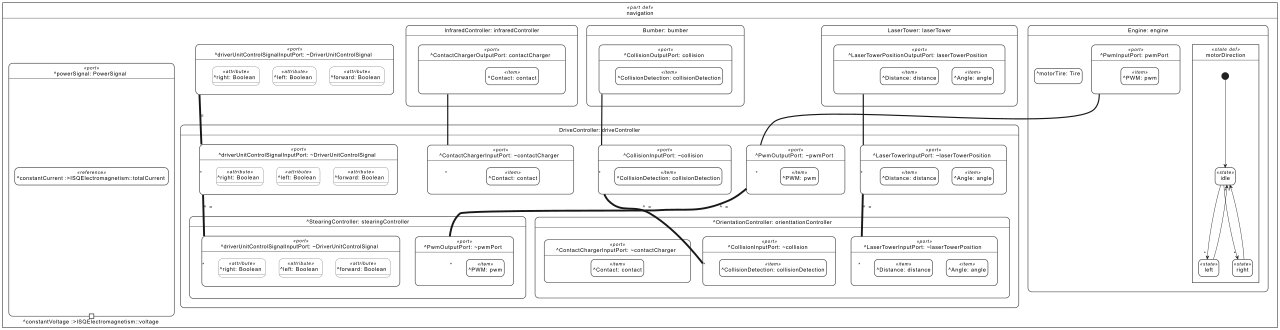 «part def»
navigation
«port»
^powerSignal: PowerSignal
«reference»
^constantCurrent :>ISQElectromagnetism::totalCurrent
^constantVoltage :>ISQElectromagnetism::voltage
«port»
^driverUnitControlSignalInputPort: ~DriverUnitControlSignal
«attribute»
^right: Boolean
«attribute»
^left: Boolean
«attribute»
^forward: Boolean
InfraredController: infraredController
«port»
^ContactChargerOutputPort: contactCharger
«item»
^Contact: contact
Bumber: bumber
«port»
^CollisionOutputPort: collision
«item»
^CollisionDetection: collisionDetection
LaserTower: laserTower
«port»
^LaserTowerPositionOutputPort: laserTowerPosition
«item»
^Distance: distance
«item»
^Angle: angle
Engine: engine
^motorTire: Tire
«port»
^PwmInputPort: pwmPort
«item»
^PWM: pwm
«state def»
motorDirection
«state»
idle
«state»
left
«state»
right
DriveController: driveController
«port»
^driverUnitControlSignalInputPort: ~DriverUnitControlSignal
«attribute»
^right: Boolean
«attribute»
^left: Boolean
«attribute»
^forward: Boolean
«port»
^ContactChargerInputPort: ~contactCharger
«item»
^Contact: contact
«port»
^CollisionInputPort: ~collision
«item»
^CollisionDetection: collisionDetection
«port»
^PwmOutputPort: ~pwmPort
«item»
^PWM: pwm
«port»
^LaserTowerInputPort: ~laserTowerPosition
«item»
^Distance: distance
«item»
^Angle: angle
^StearingController: stearingController
«port»
^driverUnitControlSignalInputPort: ~DriverUnitControlSignal
«attribute»
^right: Boolean
«attribute»
^left: Boolean
«attribute»
^forward: Boolean
«port»
^PwmOutputPort: ~pwmPort
«item»
^PWM: pwm
^OrientationController: orienttationController
«port»
^ContactChargerInputPort: ~contactCharger
«item»
^Contact: contact
«port»
^CollisionInputPort: ~collision
«item»
^CollisionDetection: collisionDetection
«port»
^LaserTowerInputPort: ~laserTowerPosition
«item»
^Distance: distance
«item»
^Angle: angle